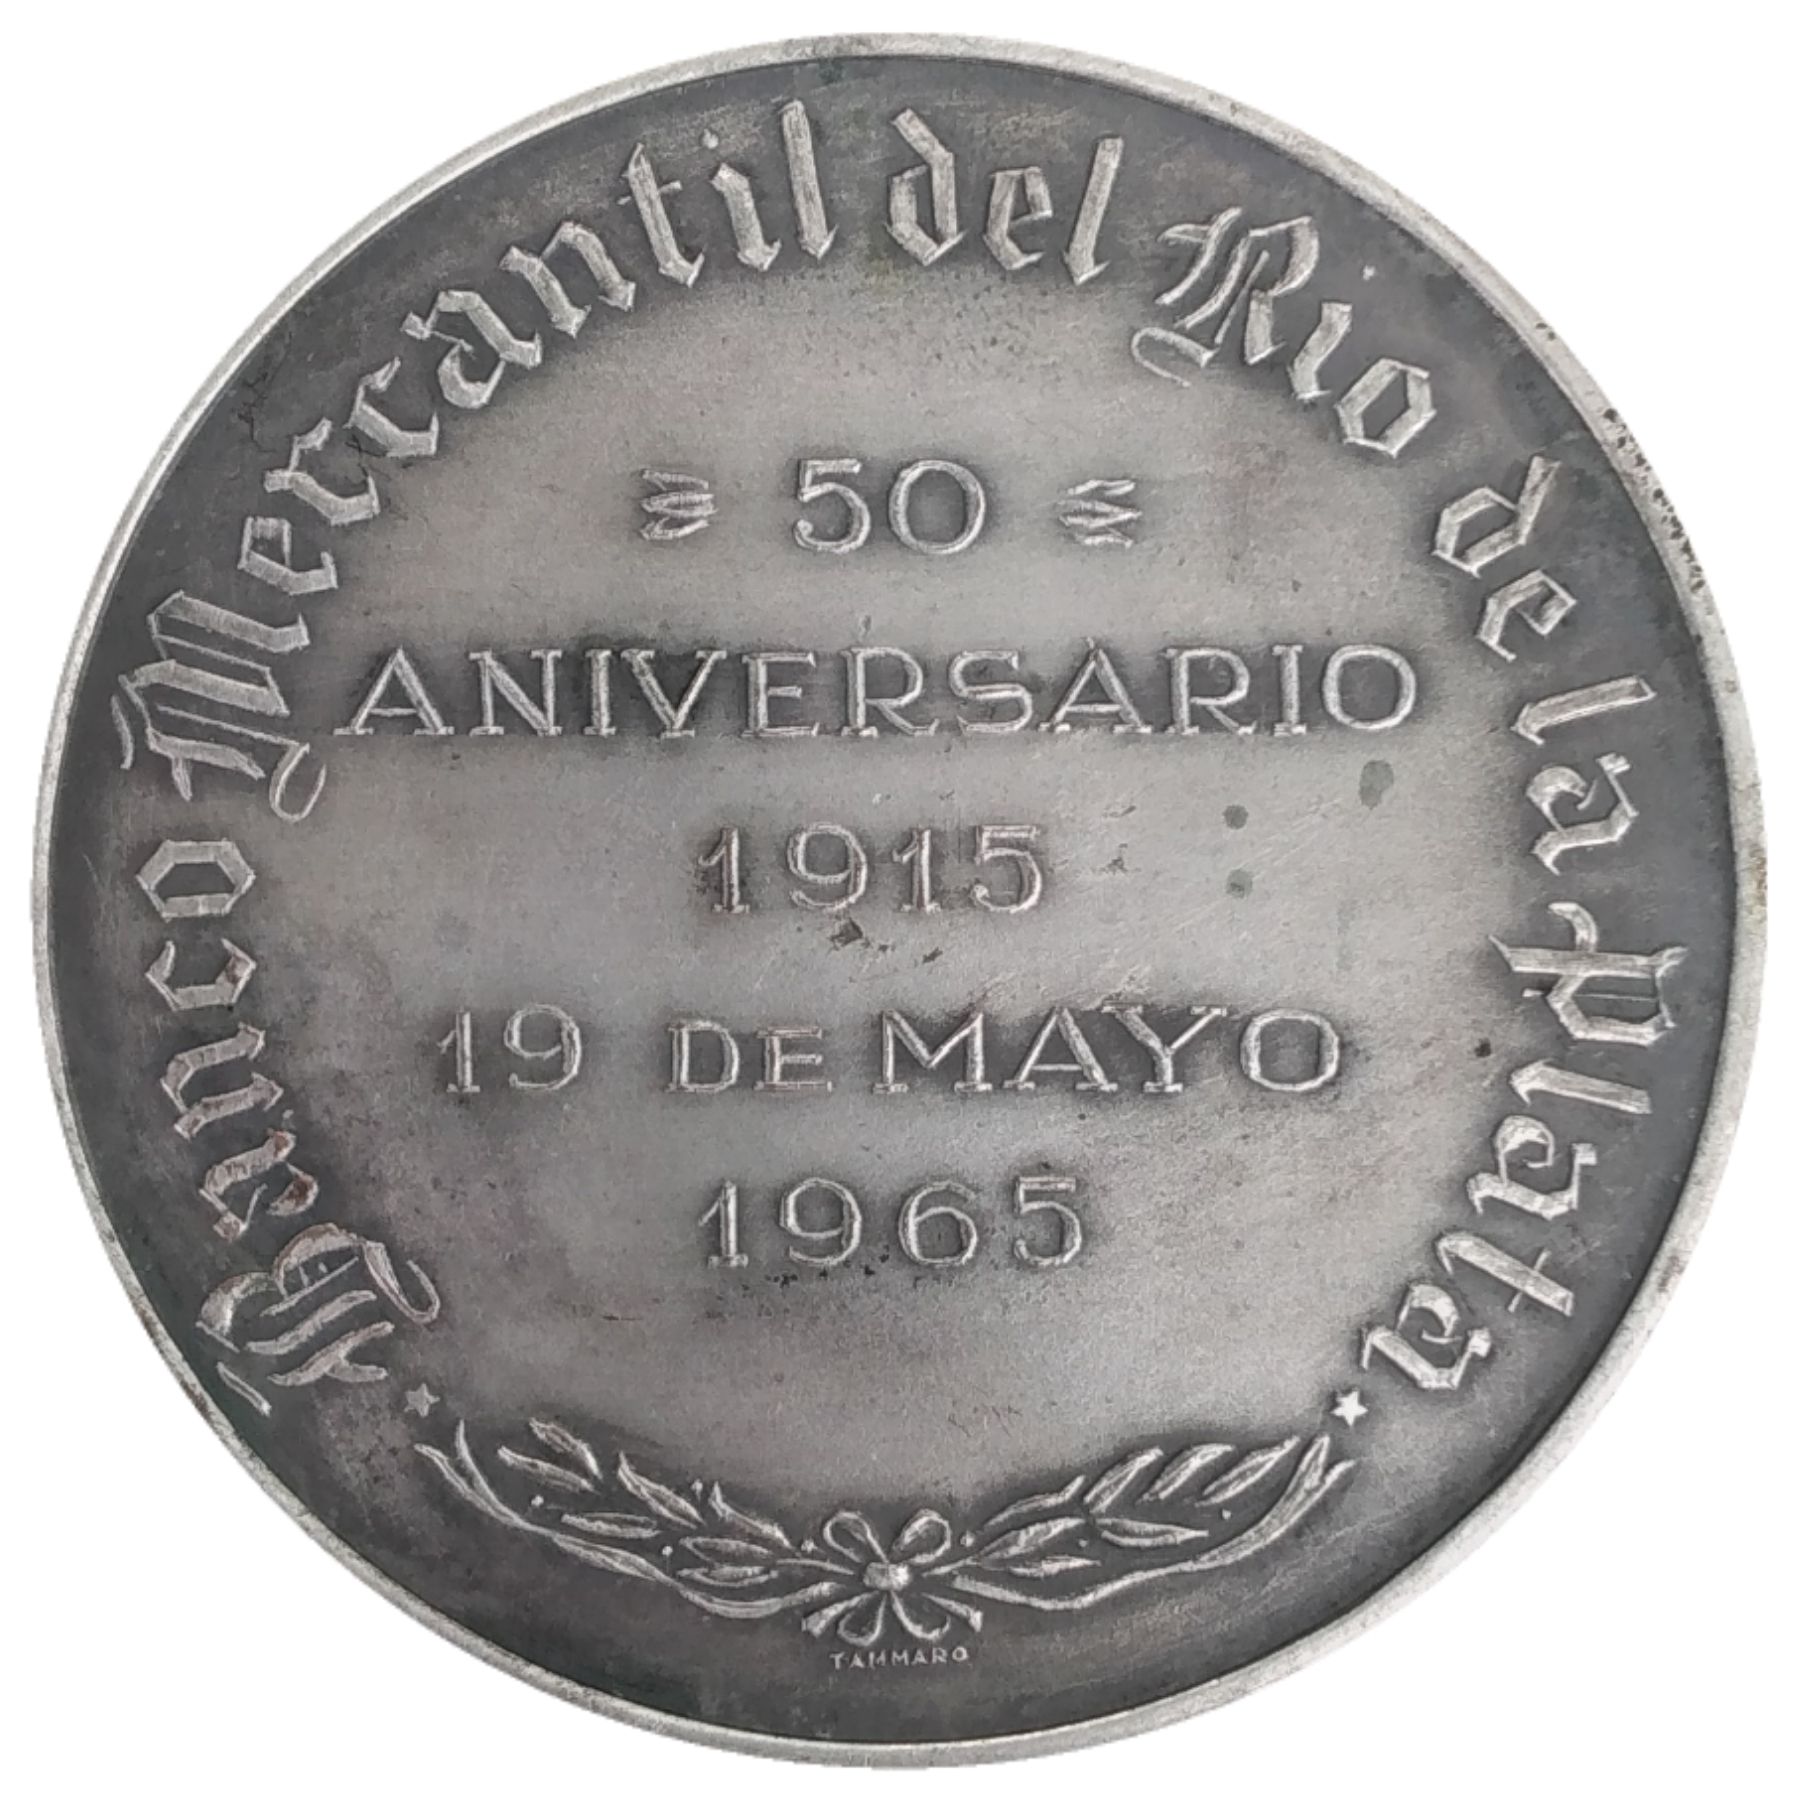 Banco Mercantil del Rio de la Plata
50
ANIVERSARIO
1915
19 DE MAYO
1965
TAMMARO